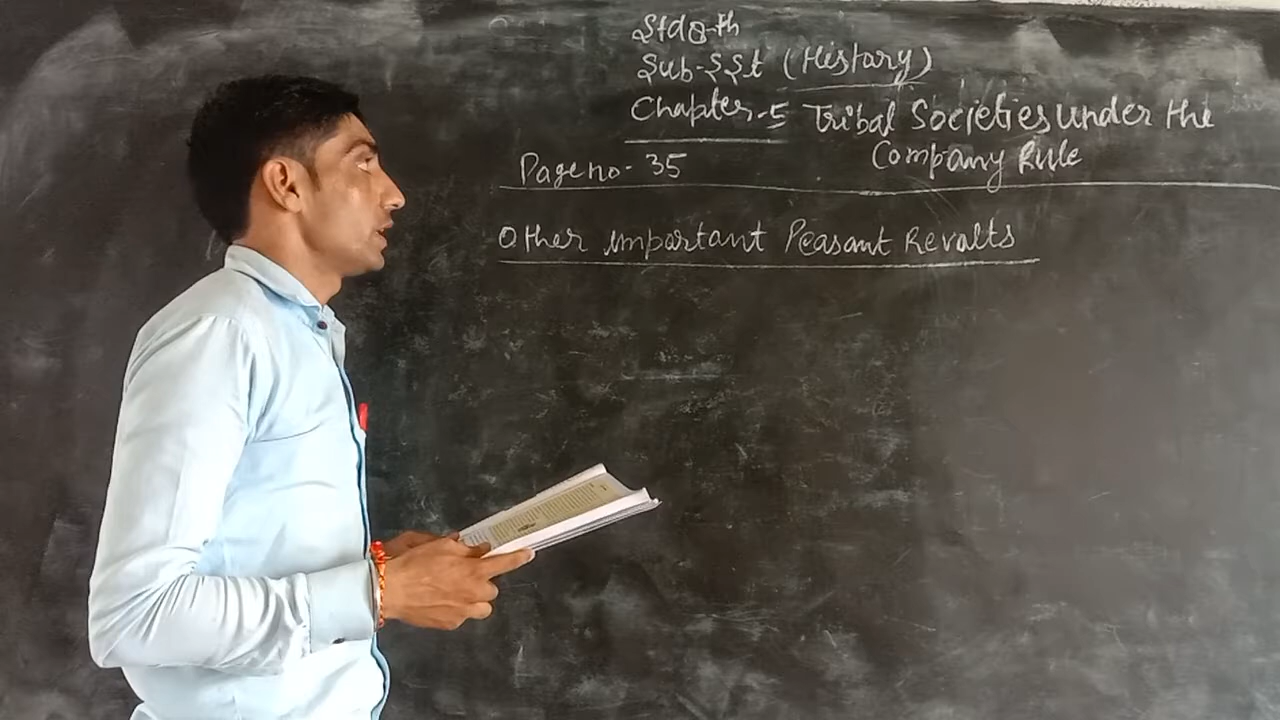 Std 8th
Sub-SSt (History)
Chapter-5 Tribal Societies under the
Company Rule
Page no- 35
Other important Peasant Revolts